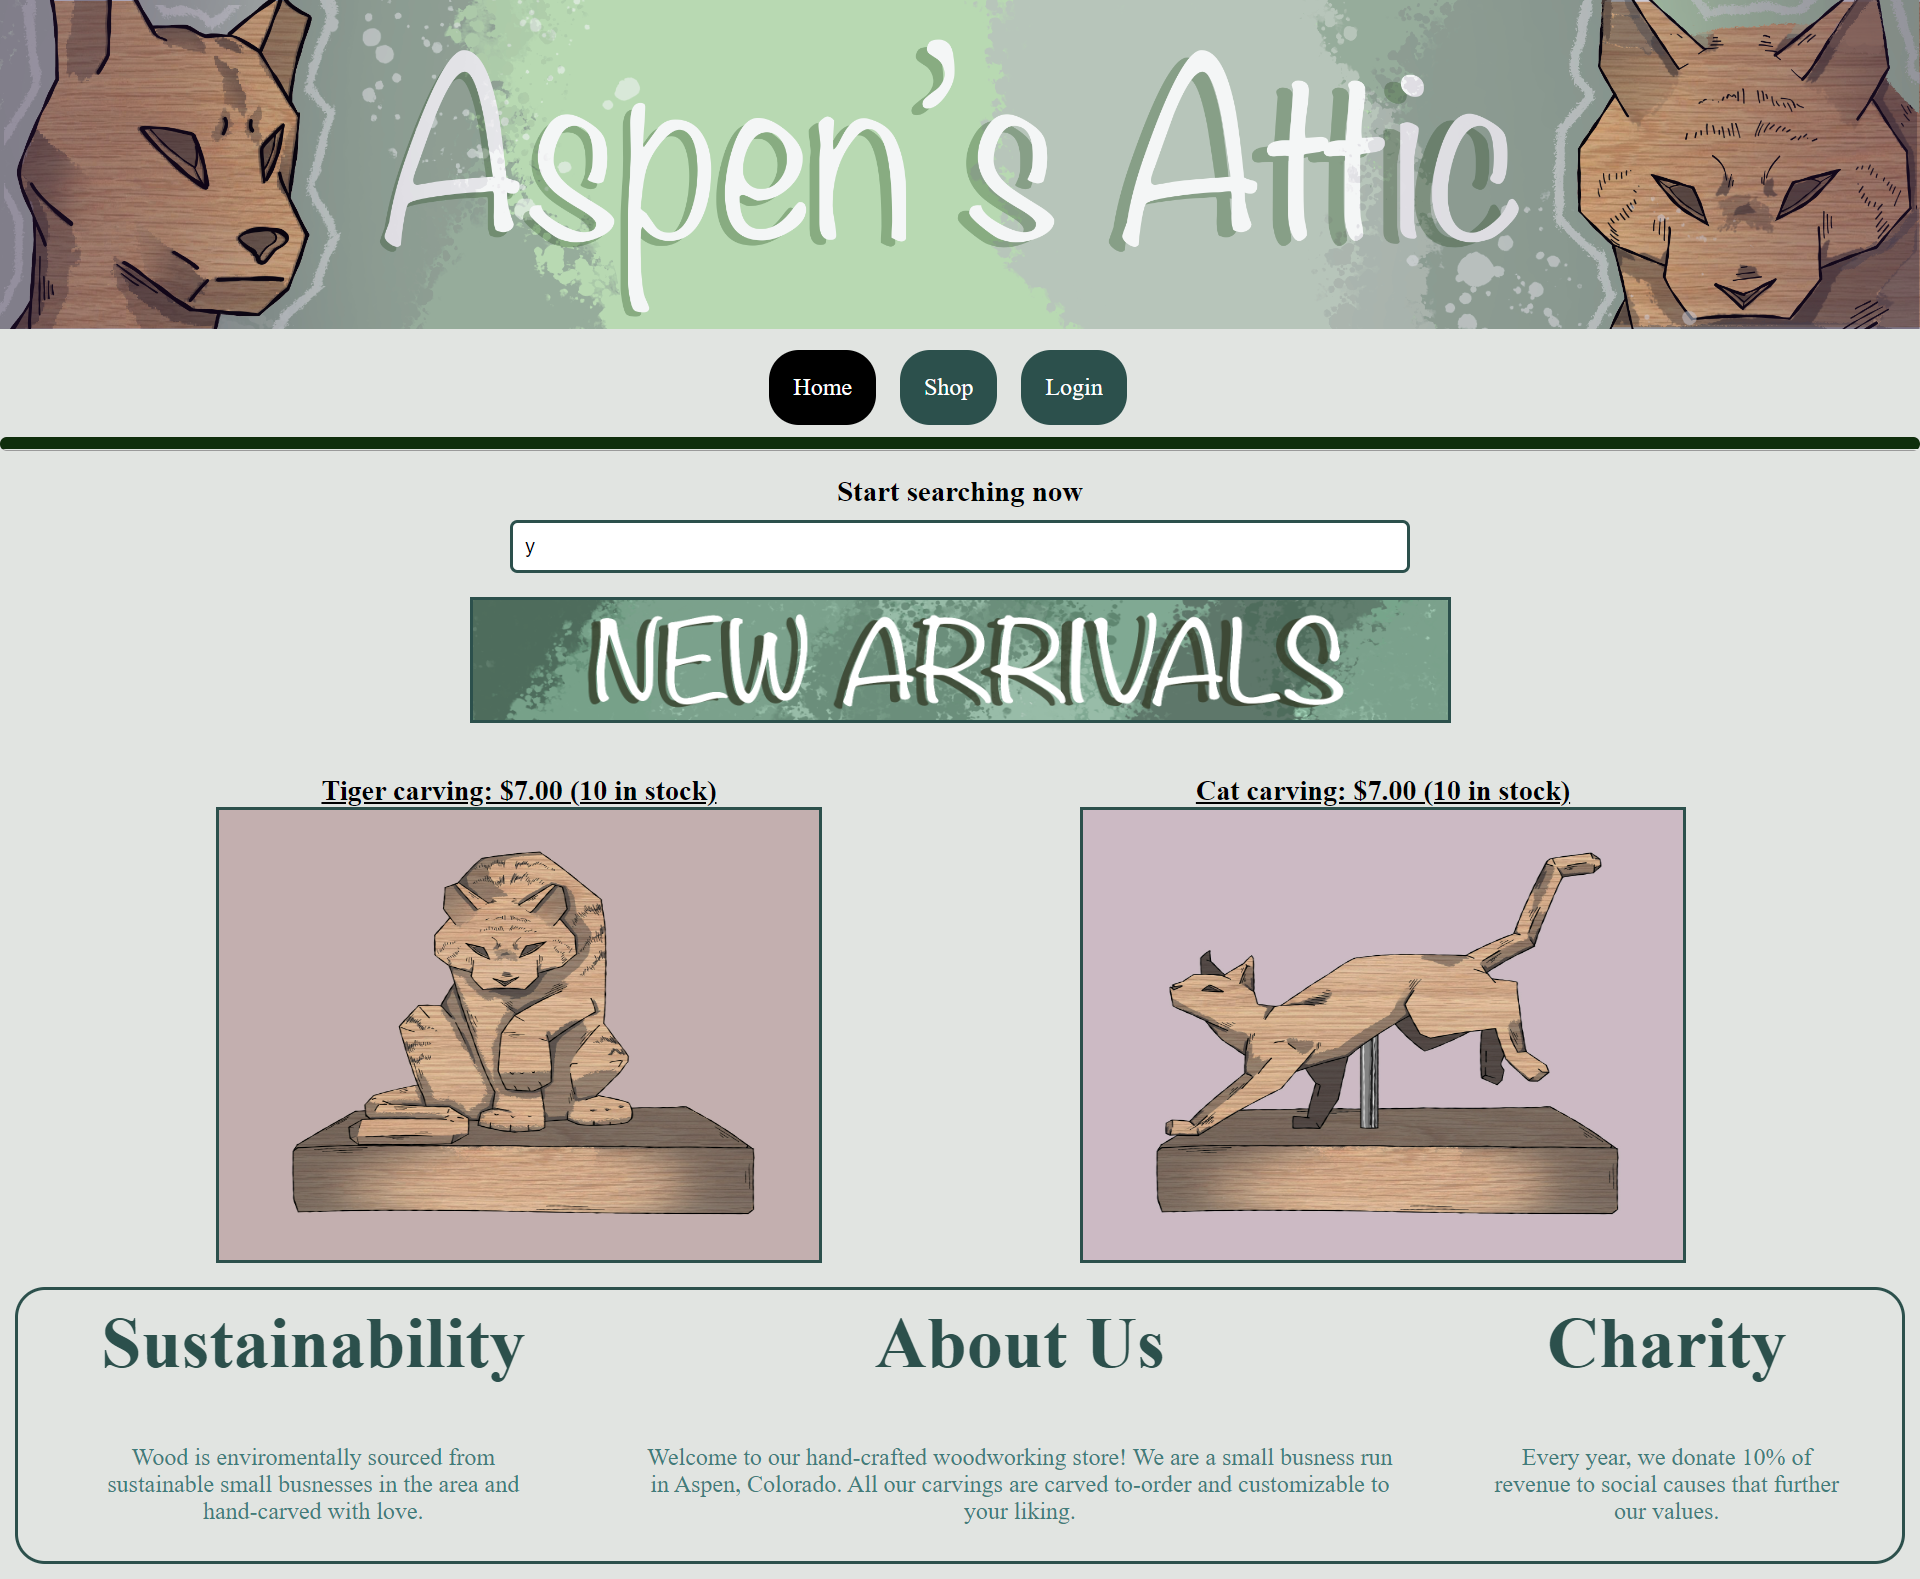 Aspen's Attic
Home
Shop
Login
Start searching now
y
NEW ARRIVALS
Tiger carving: $7.00 (10 in stock)
Cat carving: $7.00 (10 in stock)
Sustainability
Wood is enviromentally sourced from
sustainable small busnesses in the area and
hand-carved with love.
About Us
Welcome to our hand-crafted woodworking store! We are a small busness run
in Aspen, Colorado. All our carvings are carved to-order and customizable to
your liking.
Charity
Every year, we donate 10% of
revenue to social causes that further
our values.